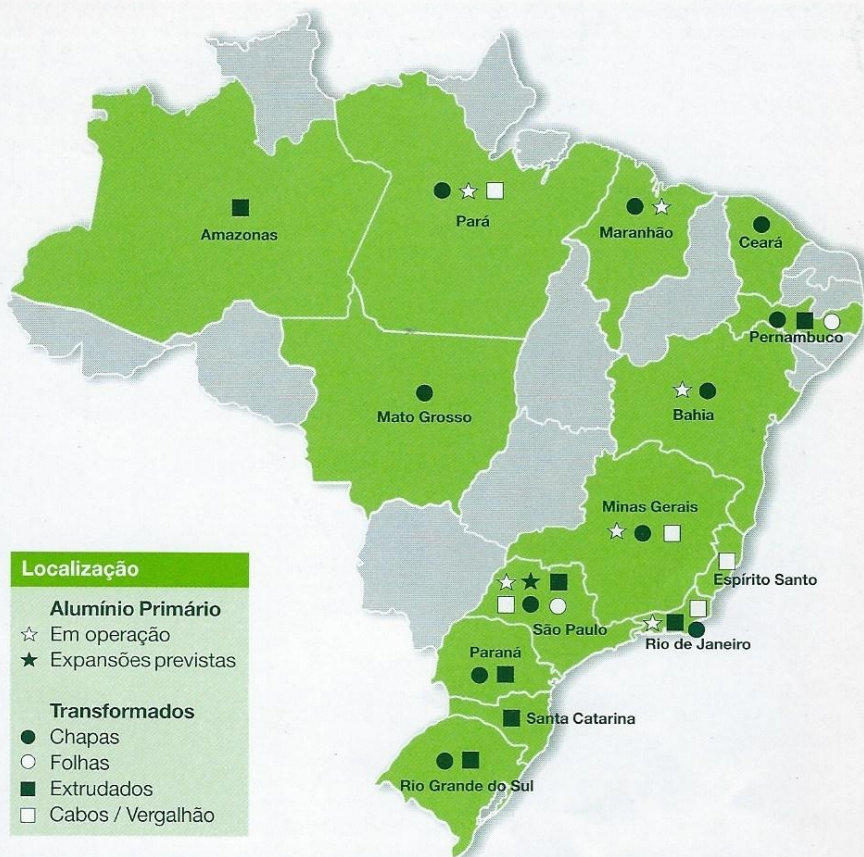 Amazonas
Pará
Maranhão
Ceará
Pernambuco
Mato Grosso
Bahia
Minas Gerais
Espírito Santo
São Paulo
Rio de Janeiro
Paraná
Santa Catarina
Rio Grande do Sul
Localização
Alumínio Primário
Em operação
Expansões previstas
Transformados
Chapas
Folhas
Extrudados
Cabos / Vergalhão